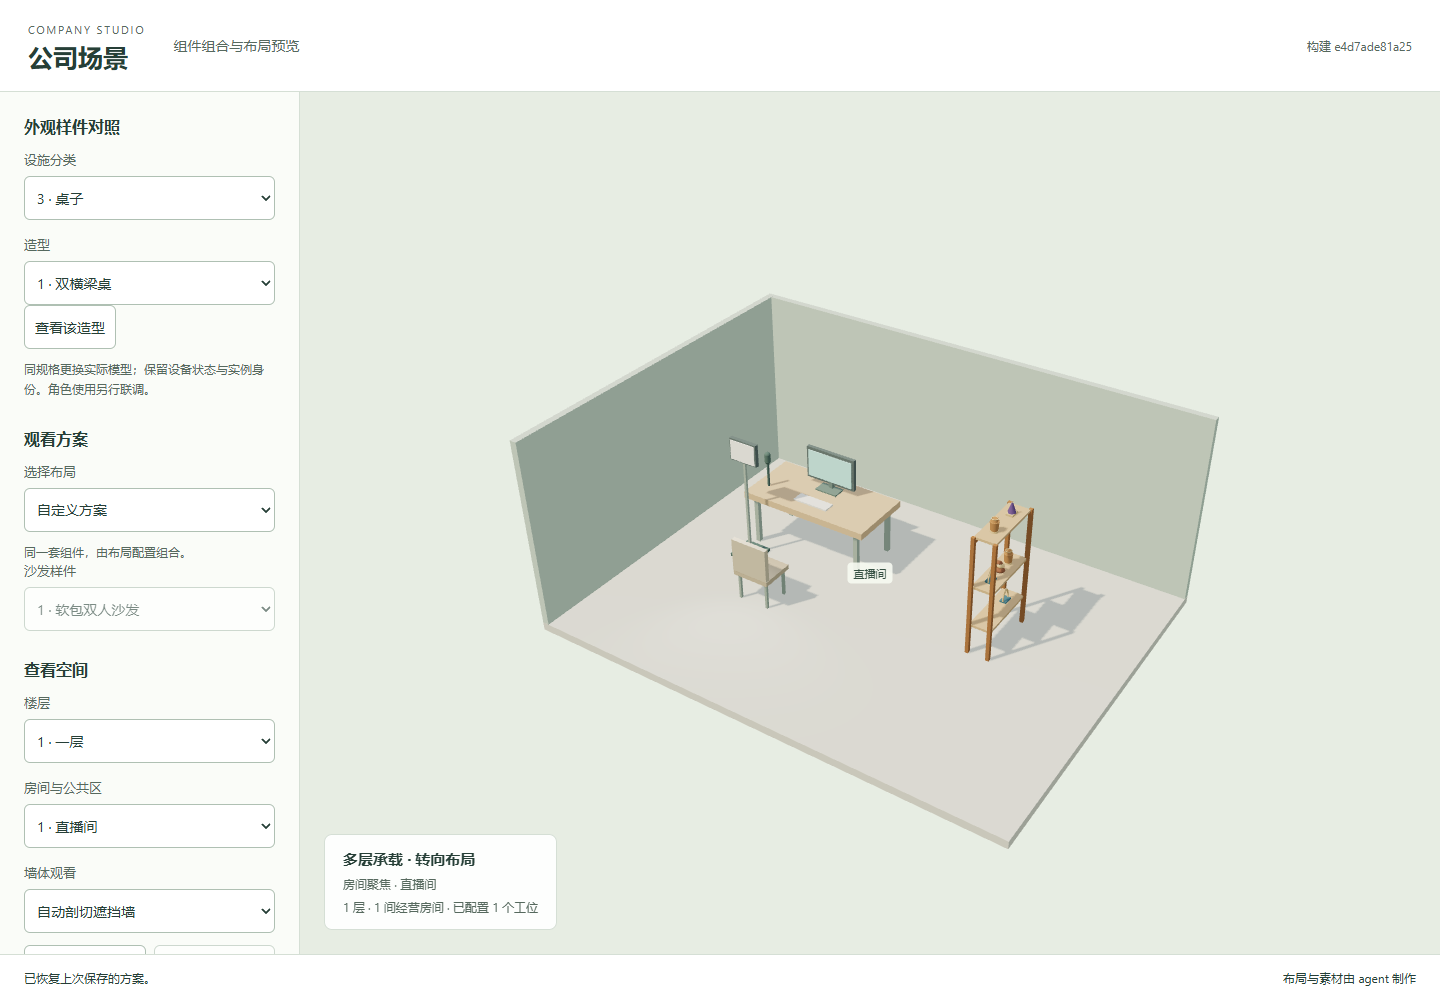 COMPANY STUDIO
公司场景
组件组合与布局预览
构建 e4d7ade81a25
外观样件对照
设施分类
3 · 桌子
造型
1 · 双横梁桌
查看该造型
同规格更换实际模型；保留设备状态与实例身
份。角色使用另行联调。
观看方案
选择布局
自定义方案
同一套组件，由布局配置组合。
沙发样件
1 · 软包双人沙发
查看空间
楼层
1 · 一层
房间与公共区
1 · 直播间
墙体观看
自动剖切遮挡墙
直播间
多层承载 · 转向布局
房间聚焦 · 直播间
1 层 · 1 间经营房间 · 已配置 1 个工位
已恢复上次保存的方案。
布局与素材由 agent 制作